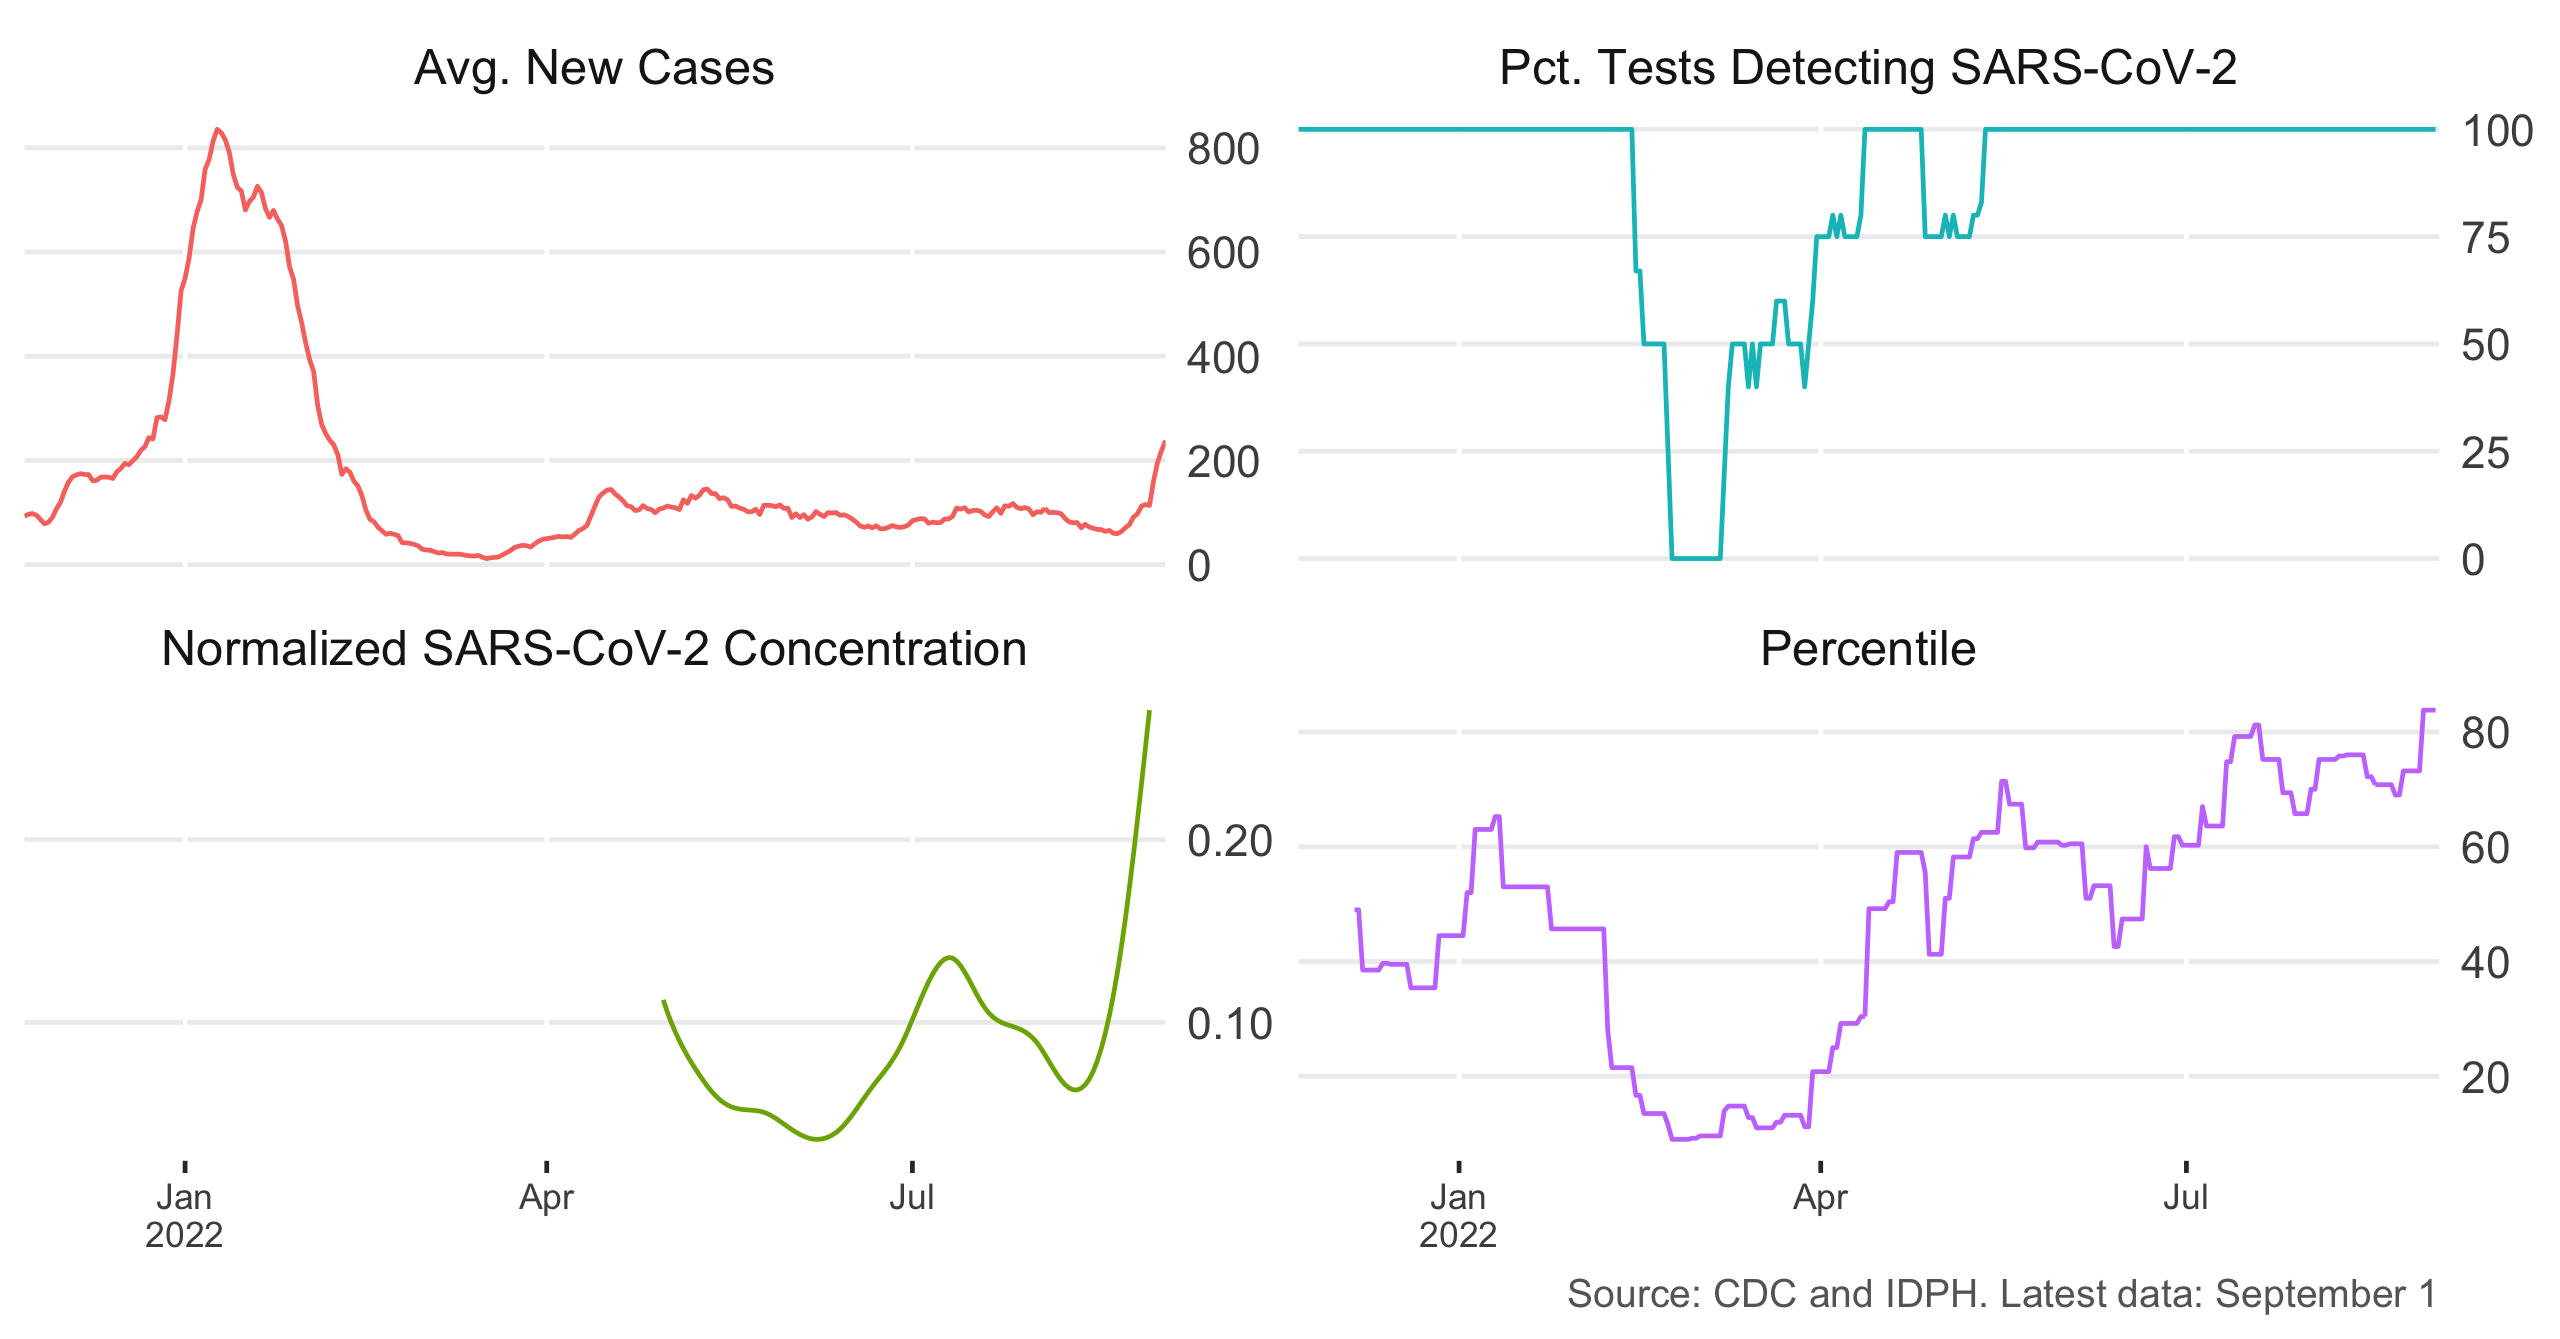 Avg. New Cases
800
600
400
200
0
Pct. Tests Detecting SARS-CoV-2
100
75
50
25
0
Normalized SARS-CoV-2 Concentration
0.20
0.10
Jan
2022
Apr
Jul
Percentile
80
60
40
20
Jan
2022
Apr
Jul
Source: CDC and IDPH. Latest data: September 1